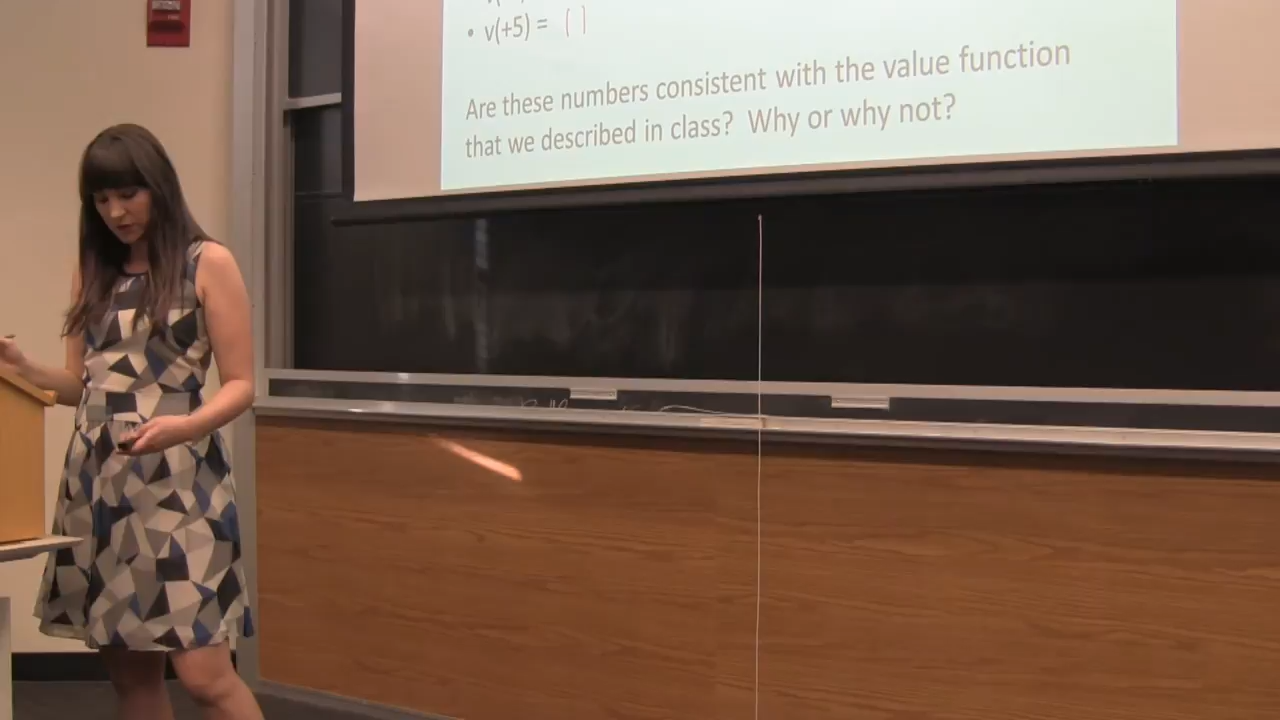 • v(+5) = ( )
Are these numbers consistent with the value function
that we described in class? Why or why not?